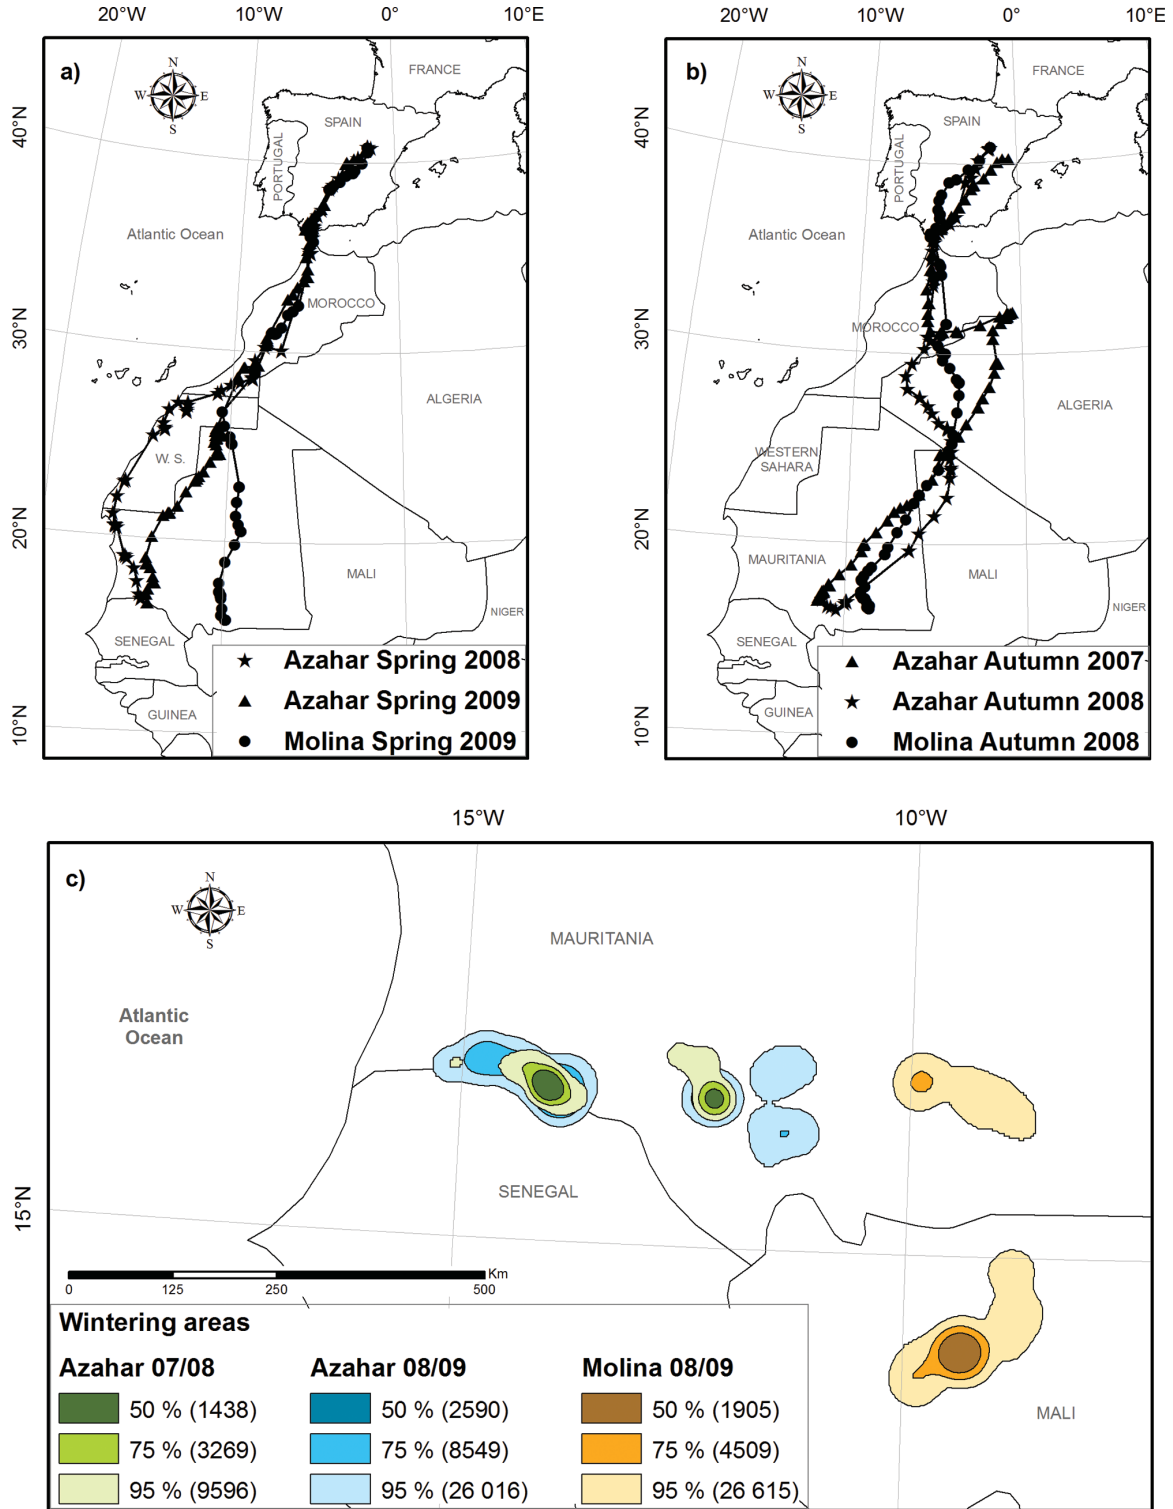 20°W 10°W 0° 10°E
20°W 10°W 0° 10°E
a)
N
W E
S
FRANCE
SPAIN
PORTUGAL
Atlantic Ocean
MOROCCO
ALGERIA
W. S.
MALI
NIGER
SENEGAL
GUINEA
40°N
30°N
20°N
10°N
Azahar Spring 2008
Azahar Spring 2009
Molina Spring 2009
b)
N
W E
S
FRANCE
SPAIN
PORTUGAL
Atlantic Ocean
MOROCCO
ALGERIA
WESTERN
SAHARA
MAURITANIA
MALI
NIGER
SENEGAL
GUINEA
40°N
30°N
20°N
10°N
Azahar Autumn 2007
Azahar Autumn 2008
Molina Autumn 2008
15°W 10°W
c)
N
W E
S
MAURITANIA
Atlantic
Ocean
SENEGAL
15°N
MALI
Km
0 125 250 500
Wintering areas
Azahar 07/08 Azahar 08/09 Molina 08/09
50 % (1438) 50 % (2590) 50 % (1905)
75 % (3269) 75 % (8549) 75 % (4509)
95 % (9596) 95 % (26 016) 95 % (26 615)